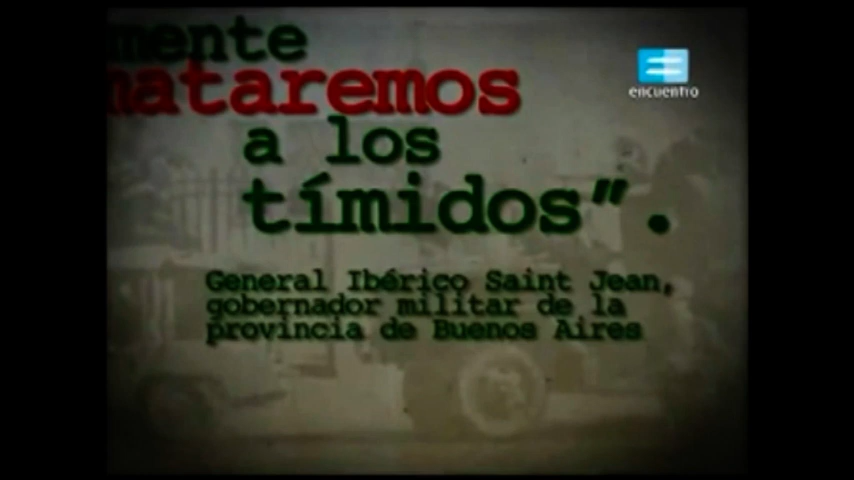 mente
mataremos
a los
tímidos”.
General Ibérico Saint Jean,
gobernador militar de la
provincia de Buenos Aires
encuentro